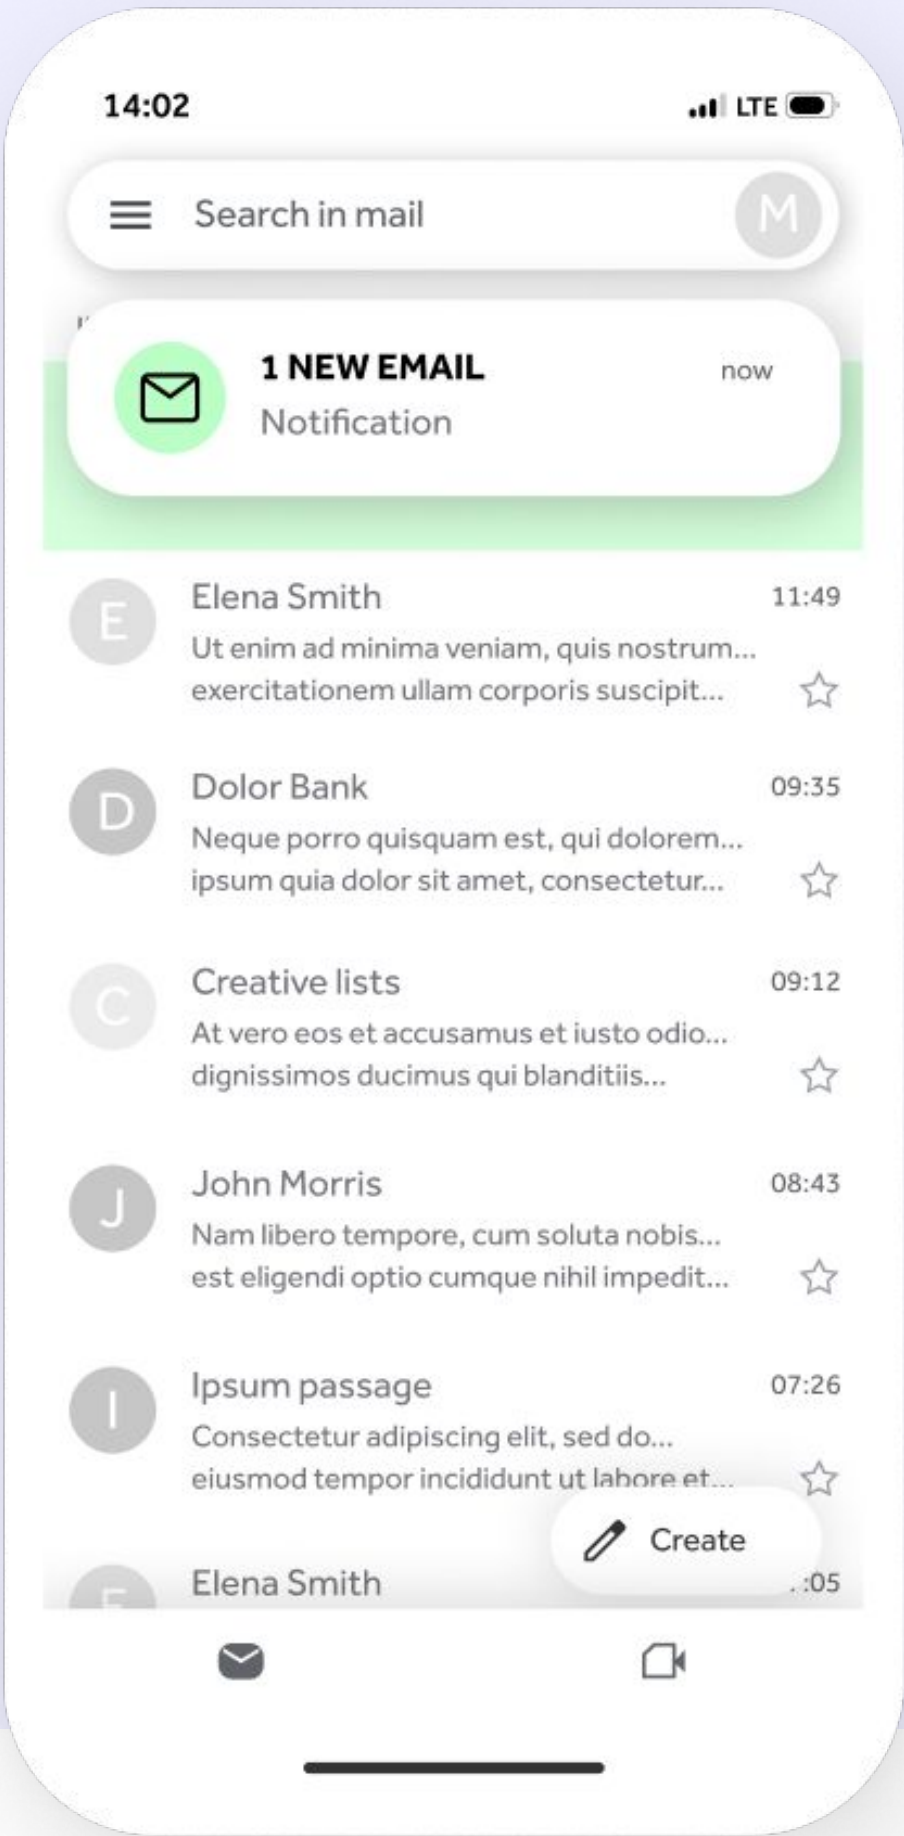 14:02
LTE
Search in mail
M
1 NEW EMAIL
now
Notification
E
Elena Smith
11:49
Ut enim ad minima veniam, quis nostrum...
exercitationem ullam corporis suscipit...
D
Dolor Bank
09:35
Neque porro quisquam est, qui dolorem...
ipsum quia dolor sit amet, consectetur...
C
Creative lists
09:12
At vero eos et accusamus et iusto odio...
dignissimos ducimus qui blanditiis...
J
John Morris
08:43
Nam libero tempore, cum soluta nobis...
est eligendi optio cumque nihil impedit...
I
Ipsum passage
07:26
Consectetur adipiscing elit, sed do...
eiusmod tempor incididunt ut labore et...
Create
E
Elena Smith
:05